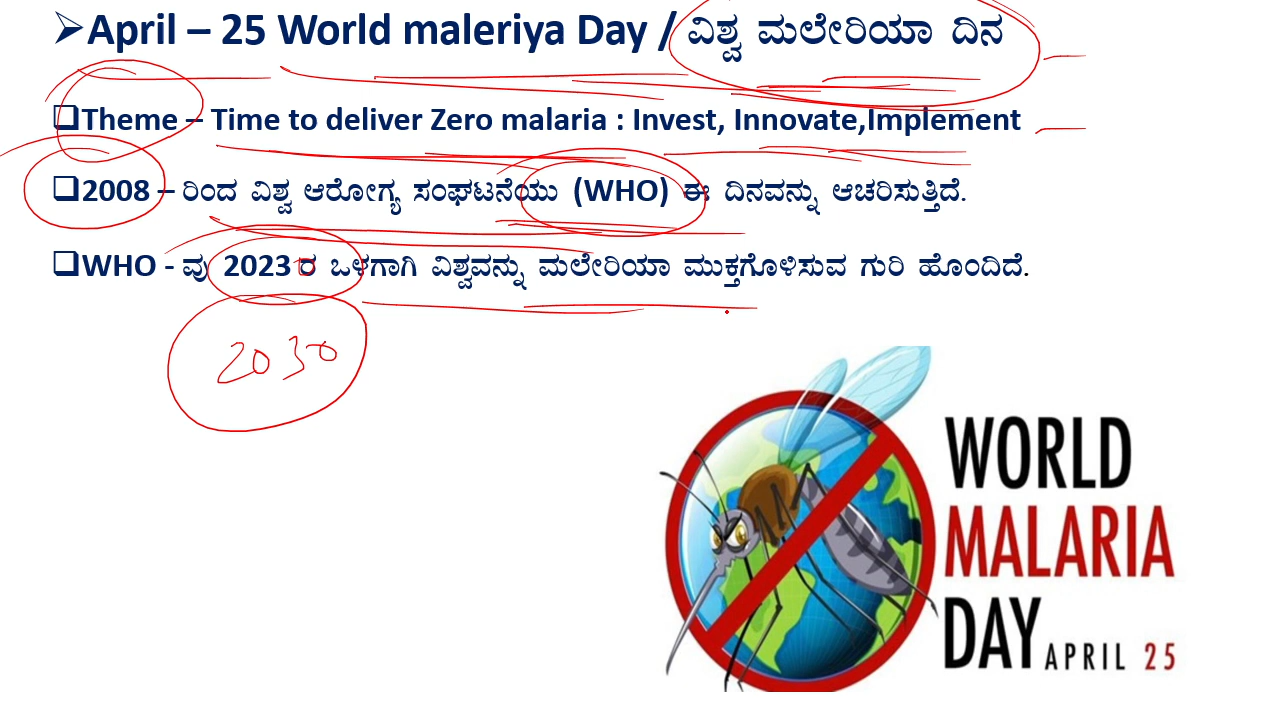 ➢April – 25 World maleriya Day / ವಿಶ್ವ ಮಲೇರಿಯಾ ದಿನ
❑Theme – Time to deliver Zero malaria : Invest, Innovate,Implement
❑2008 – ರಿಂದ ವಿಶ್ವ ಆರೋಗ್ಯ ಸಂಘಟನೆಯು (WHO) ಈ ದಿನವನ್ನು ಆಚರಿಸುತ್ತಿದೆ.
❑WHO - ವು 2023 ರ ಒಳಗಾಗಿ ವಿಶ್ವವನ್ನು ಮಲೇರಿಯಾ ಮುಕ್ತಗೊಳಿಸುವ ಗುರಿ ಹೊಂದಿದೆ.
2030
WORLD
MALARIA
DAY APRIL 25